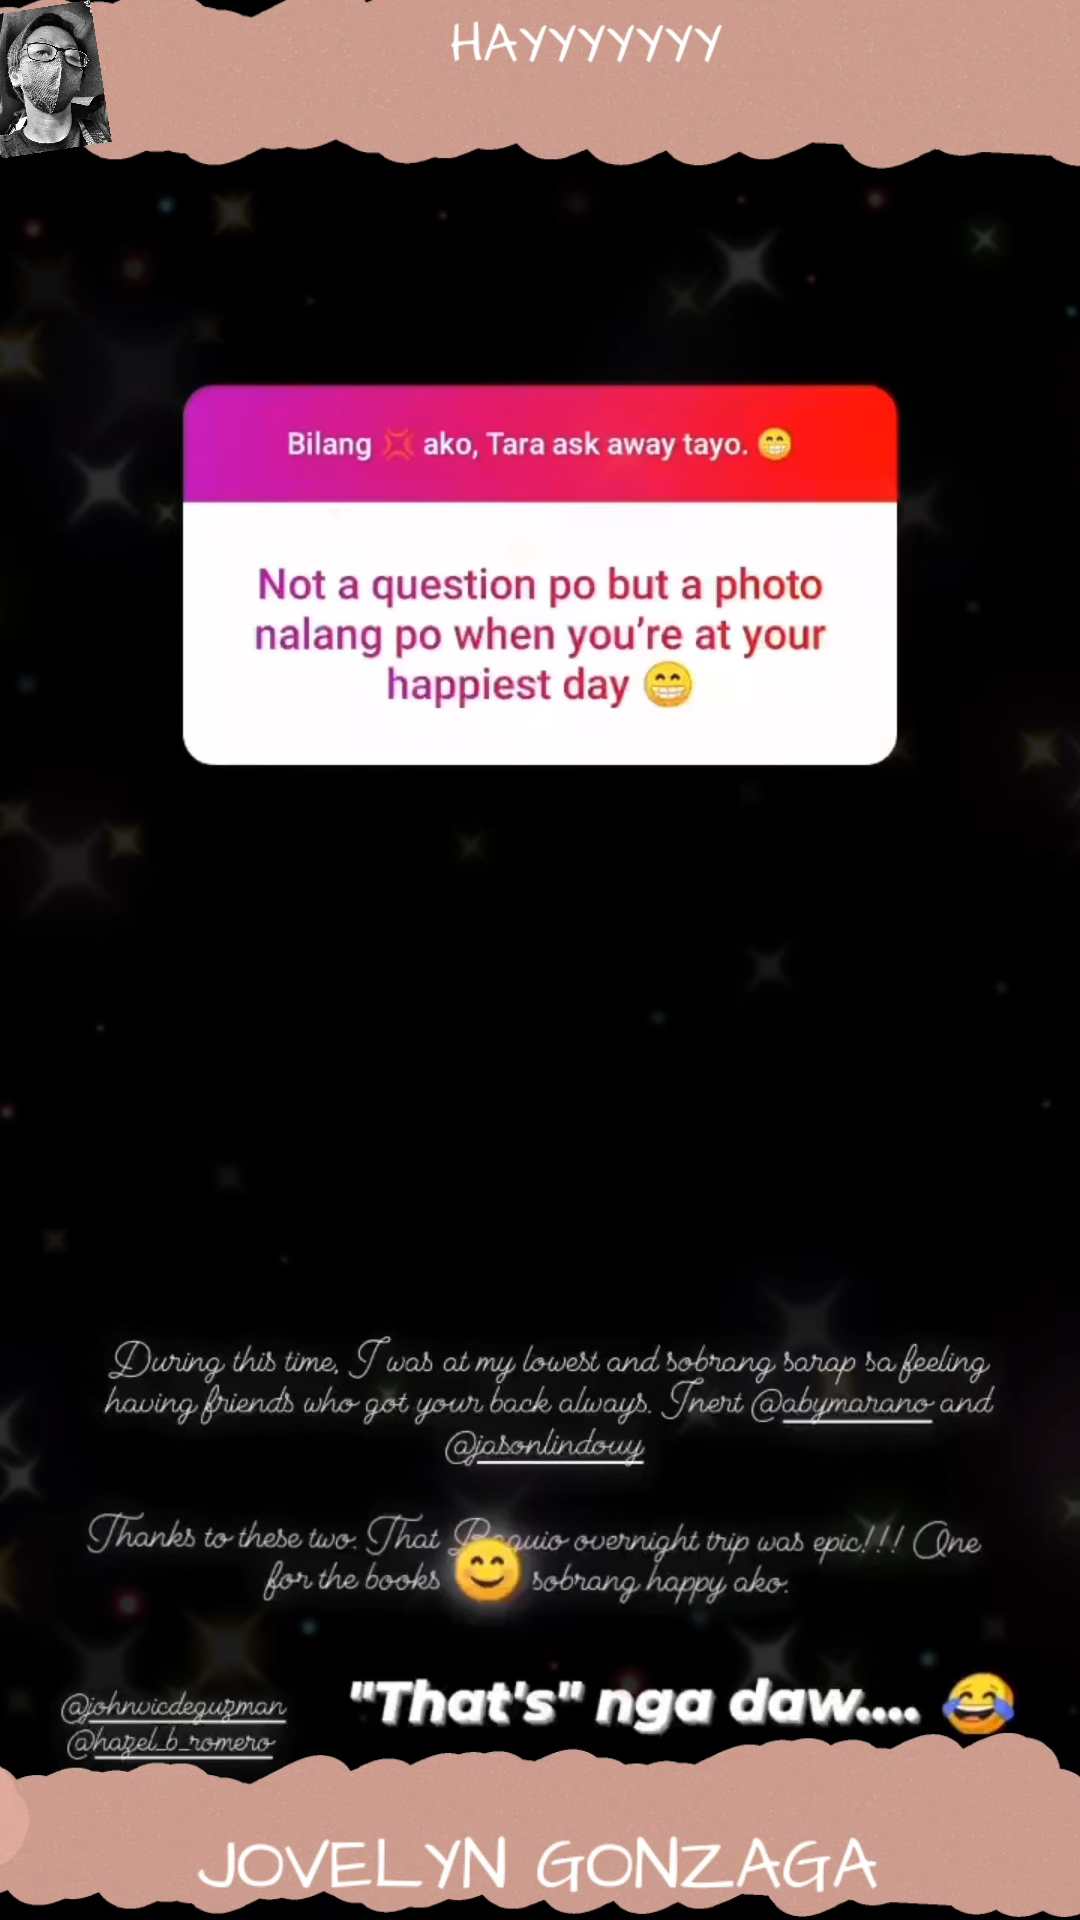 HAYYYYYYY
Bilang 💢 ako, Tara ask away tayo. 😁
Not a question po but a photo
nalang po when you're at your
happiest day 😁
During this time, I was at my lowest and sobrang sarap sa feeling
having friends who got your back always. Inert @abymarano and
@jasonlindouy
Thanks to these two. That Baguio overnight trip was epic!!! One
for the books 😊 sobrang happy ako.
@johnvicdeguzman
@hazel_b_romero
"That's" nga daw.... 😂
JOVELYN GONZAGA